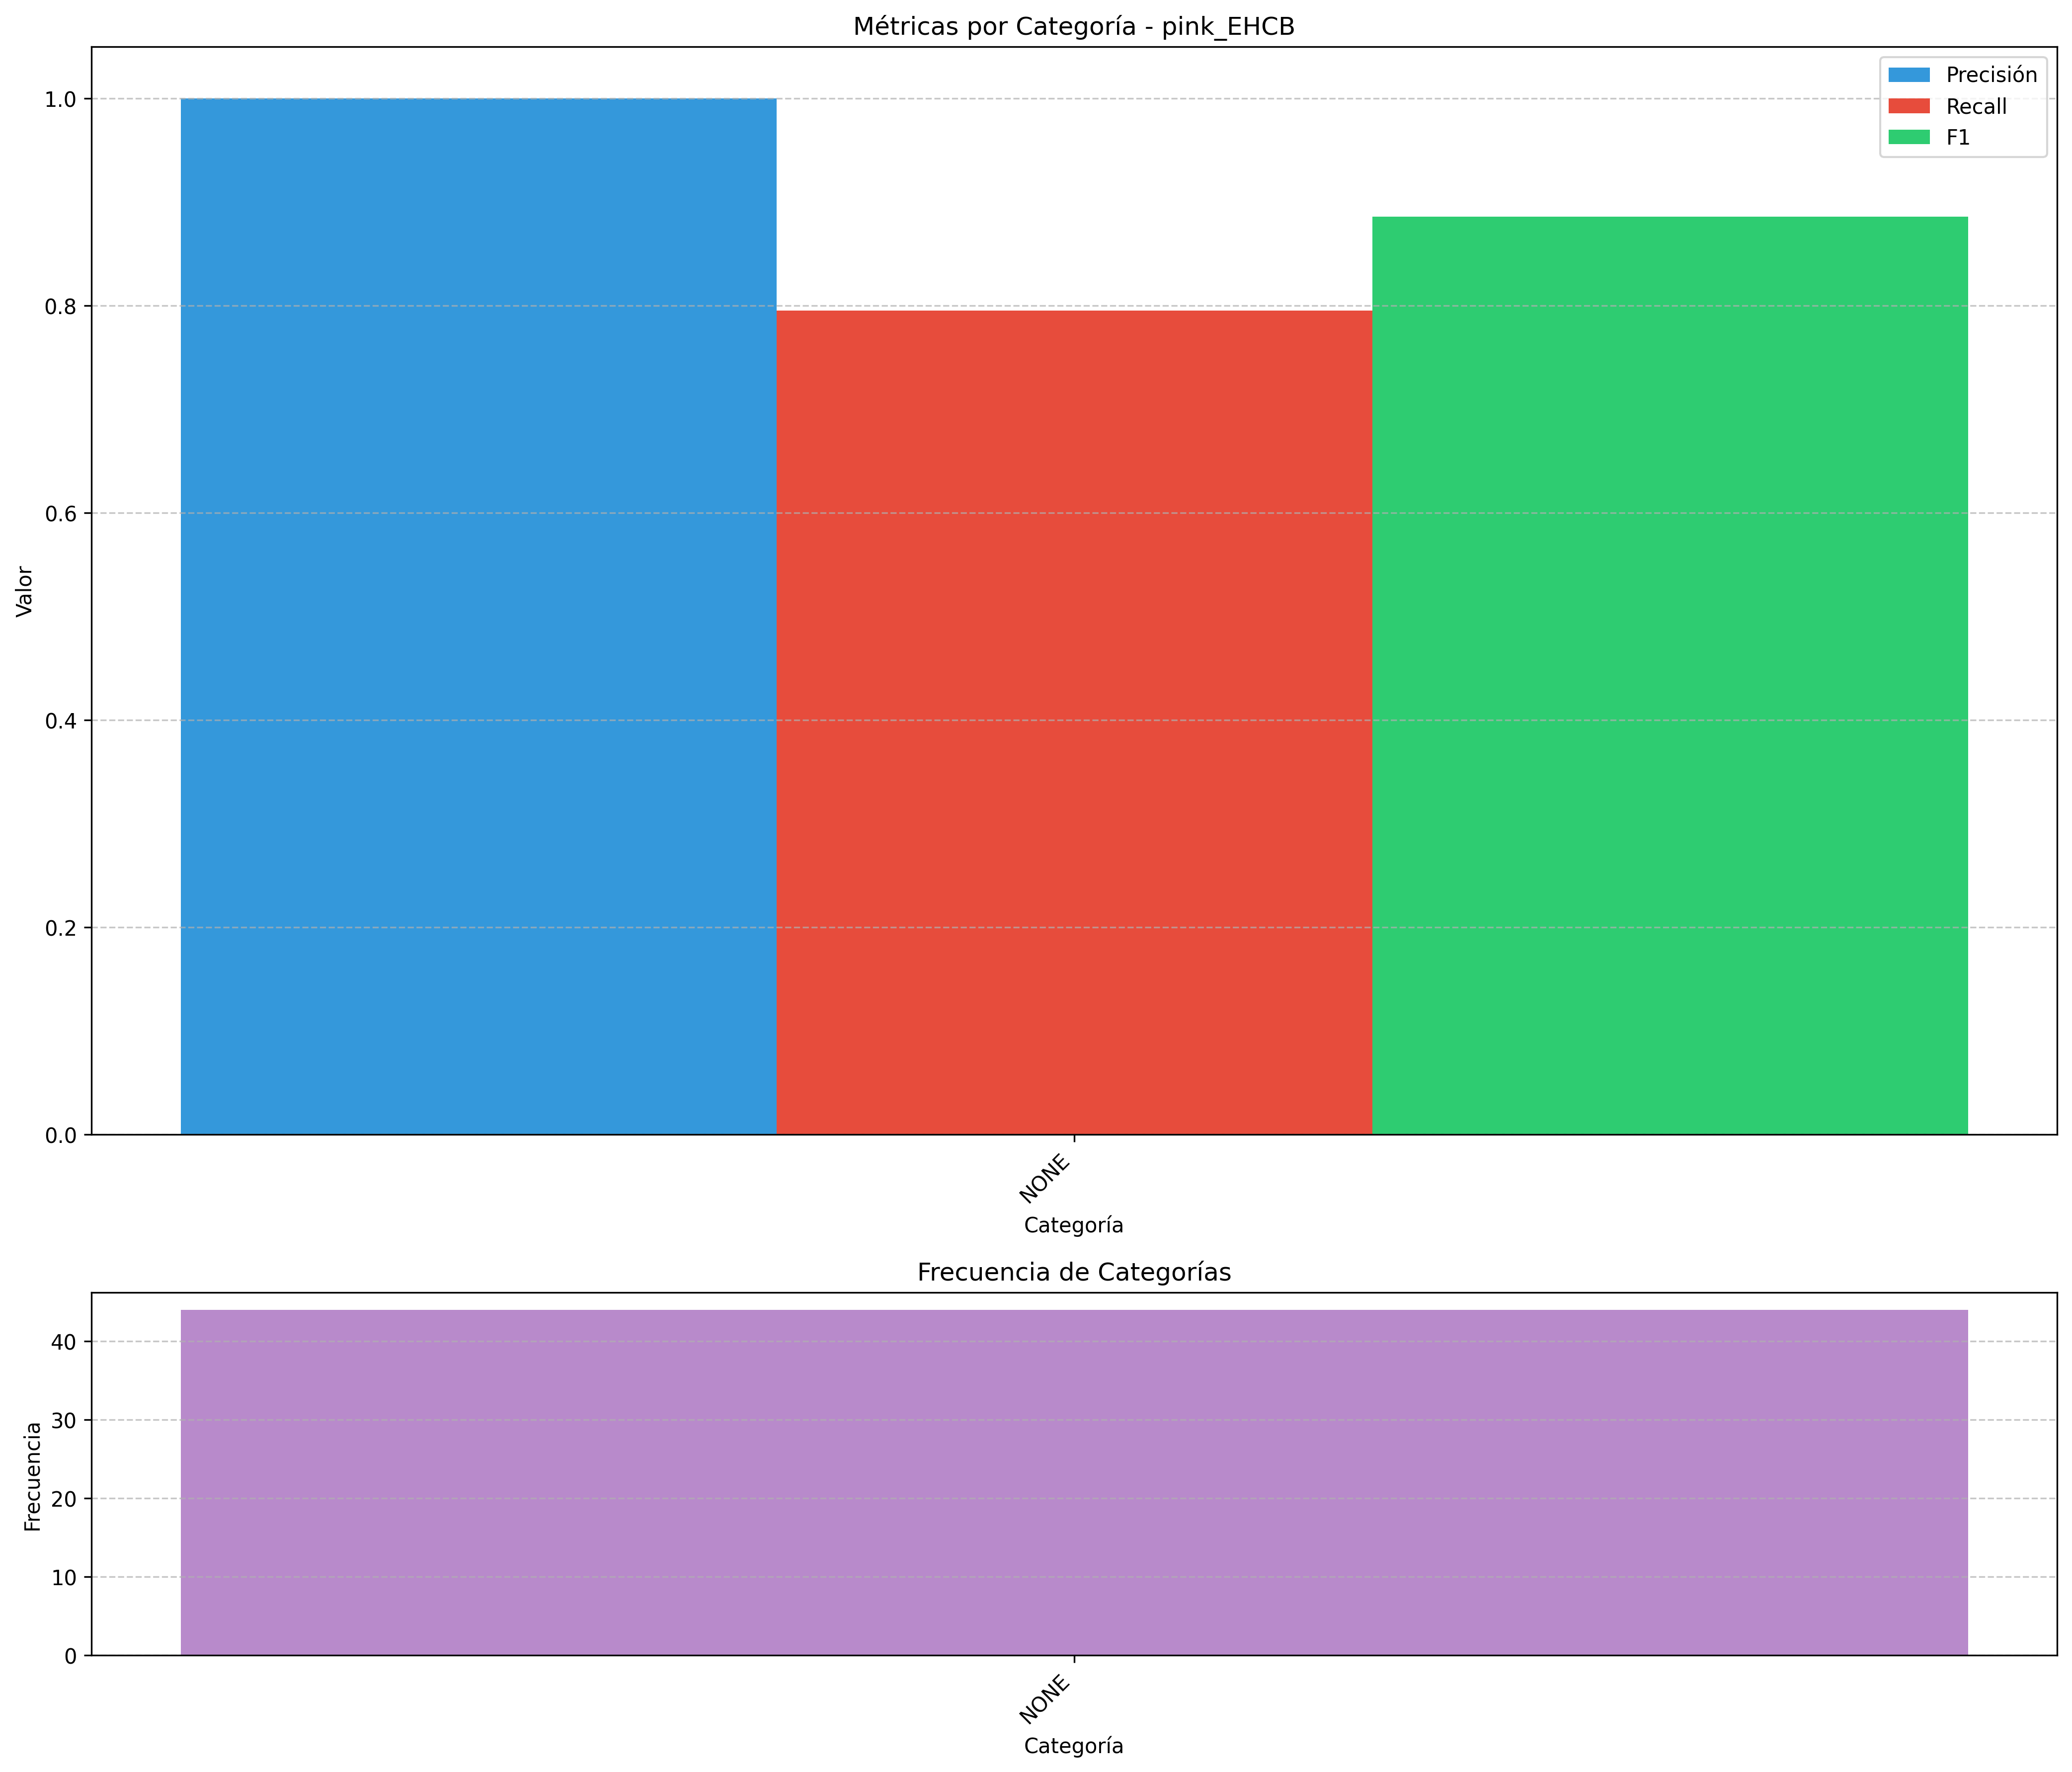 Métricas por Categoría - pink_EHCB
Precisión
Recall
F1
1.0
0.8
0.6
0.4
0.2
0.0
Valor
NONE
Categoría
Frecuencia de Categorías
40
30
20
10
0
Frecuencia
NONE
Categoría